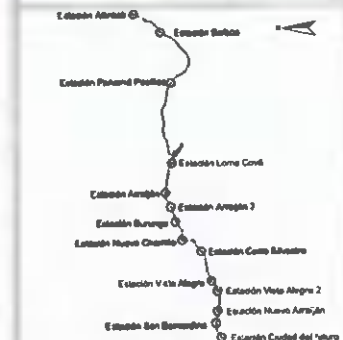 Estación Albrook
Estación Balboa
Estación Panamá Pacífico
Estación Loma Cová
Estación Arraiján
Estación Arraiján 2
Estación Burunga
Estación Nuevo Chorrillo
Estación Cerro Silvestre
Estación Vista Alegre
Estación Vista Alegre 2
Estación Nuevo Arraiján
Estación San Bernardino
Estación Ciudad del Futuro